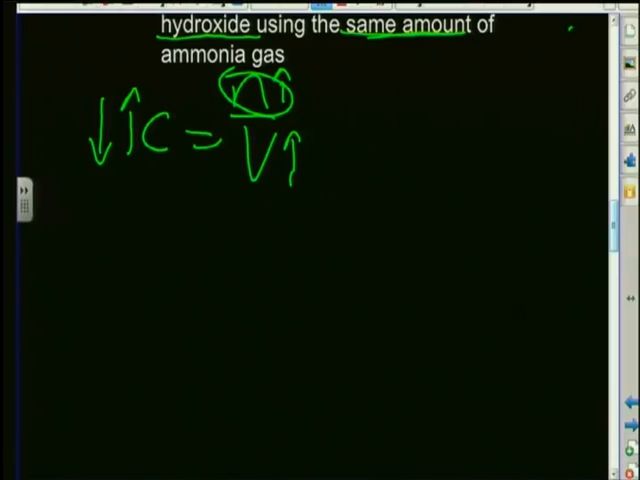 hydroxide using the same amount of
ammonia gas
↓↑C = n↑
V↑